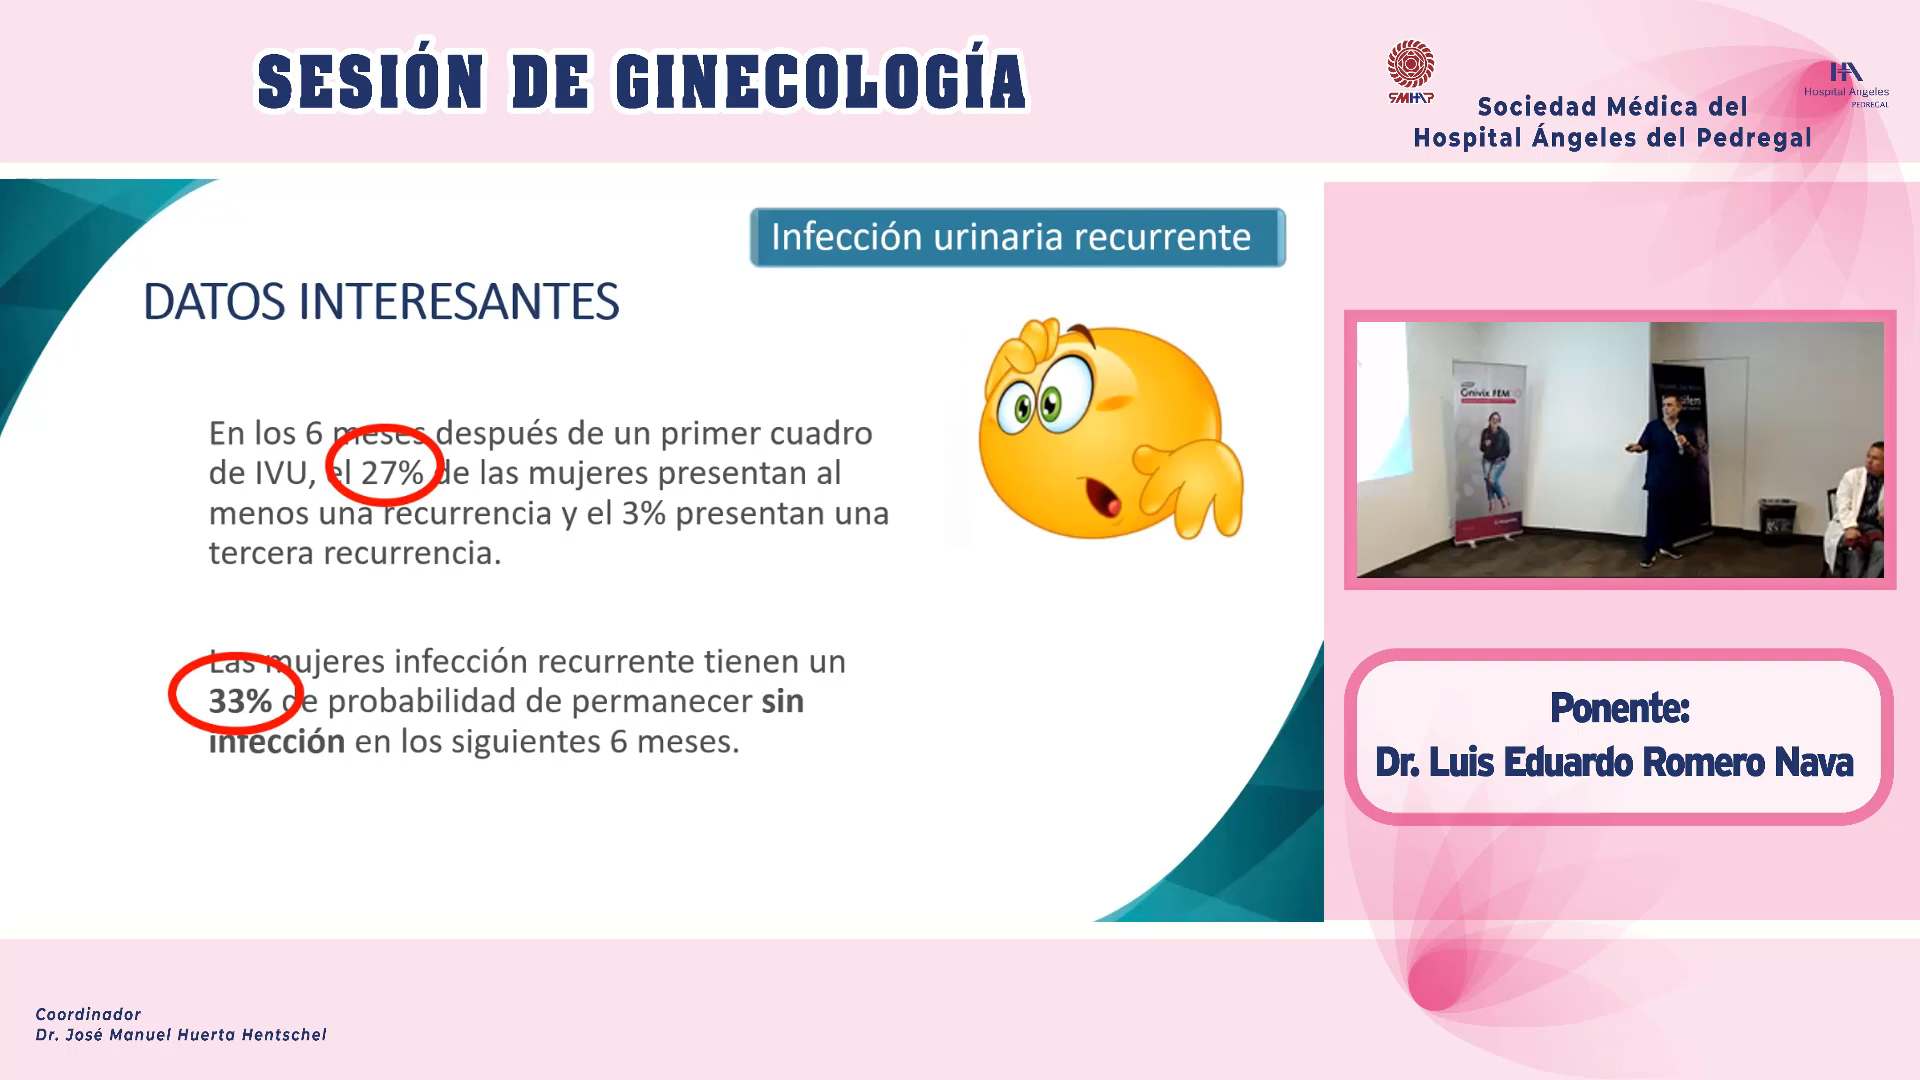 SESIÓN DE GINECOLOGÍA
SMHAP
HA
Hospital Angeles
PEDREGAL
Sociedad Médica del
Hospital Ángeles del Pedregal
Infección urinaria recurrente
DATOS INTERESANTES
En los 6 meses después de un primer cuadro
de IVU, el 27% de las mujeres presentan al
menos una recurrencia y el 3% presentan una
tercera recurrencia.
Las mujeres infección recurrente tienen un
33% de probabilidad de permanecer sin
infección en los siguientes 6 meses.
Ponente:
Dr. Luis Eduardo Romero Nava
Coordinador
Dr. José Manuel Huerta Hentschel